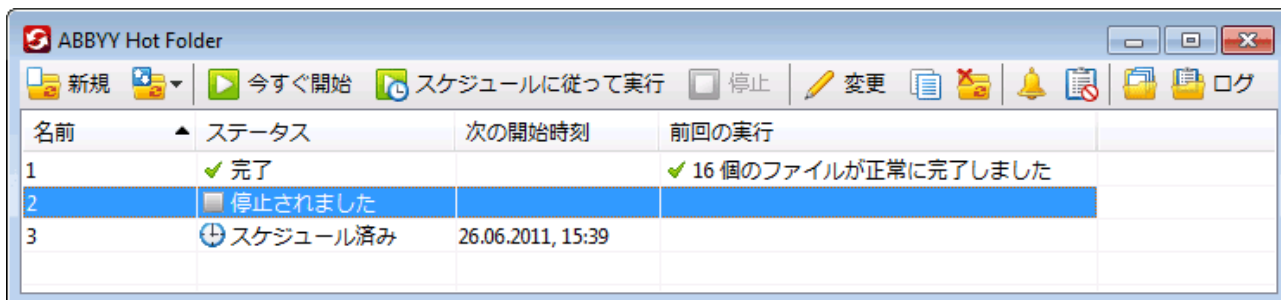 ABBYY Hot Folder
新規 今すぐ開始 スケジュールに従って実行 停止 変更 ログ
名前 ステータス 次の開始時刻 前回の実行
1 完了 16 個のファイルが正常に完了しました
2 停止されました
3 スケジュール済み 26.06.2011, 15:39